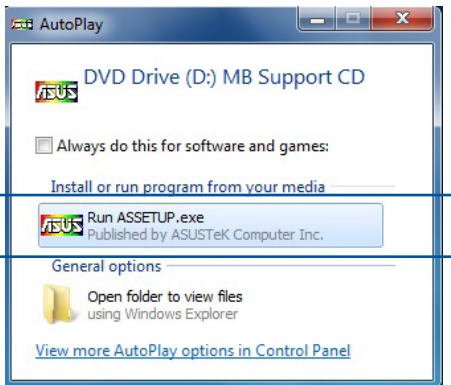 AutoPlay
DVD Drive (D:) MB Support CD
ASUS
Always do this for software and games:
Install or run program from your media
ASUS
Run ASSETUP.exe
Published by ASUSTeK Computer Inc.
General options
Open folder to view files
using Windows Explorer
View more AutoPlay options in Control Panel